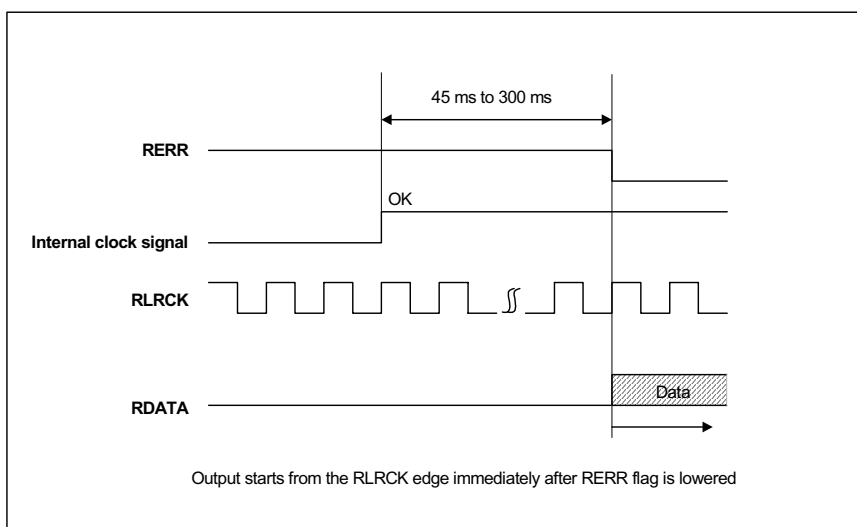 45 ms to 300 ms
RERR
OK
Internal clock signal
RLRCK
RDATA
Data
Output starts from the RLRCK edge immediately after RERR flag is lowered